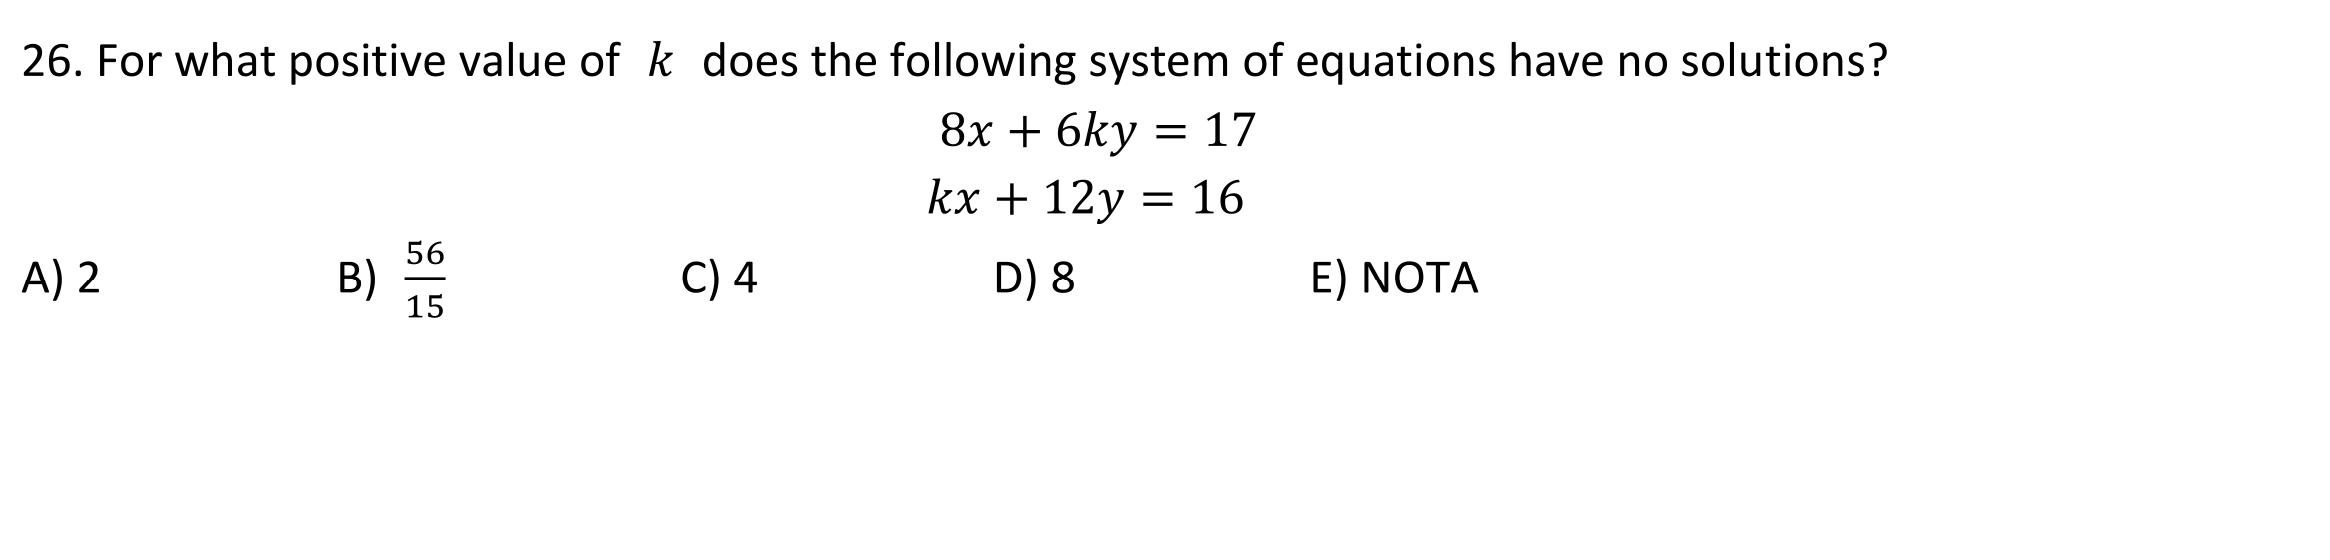 26. For what positive value of k does the following system of equations have no solutions?
8x + 6ky = 17
kx + 12y = 16
A) 2 B) 56/15 C) 4 D) 8 E) NOTA